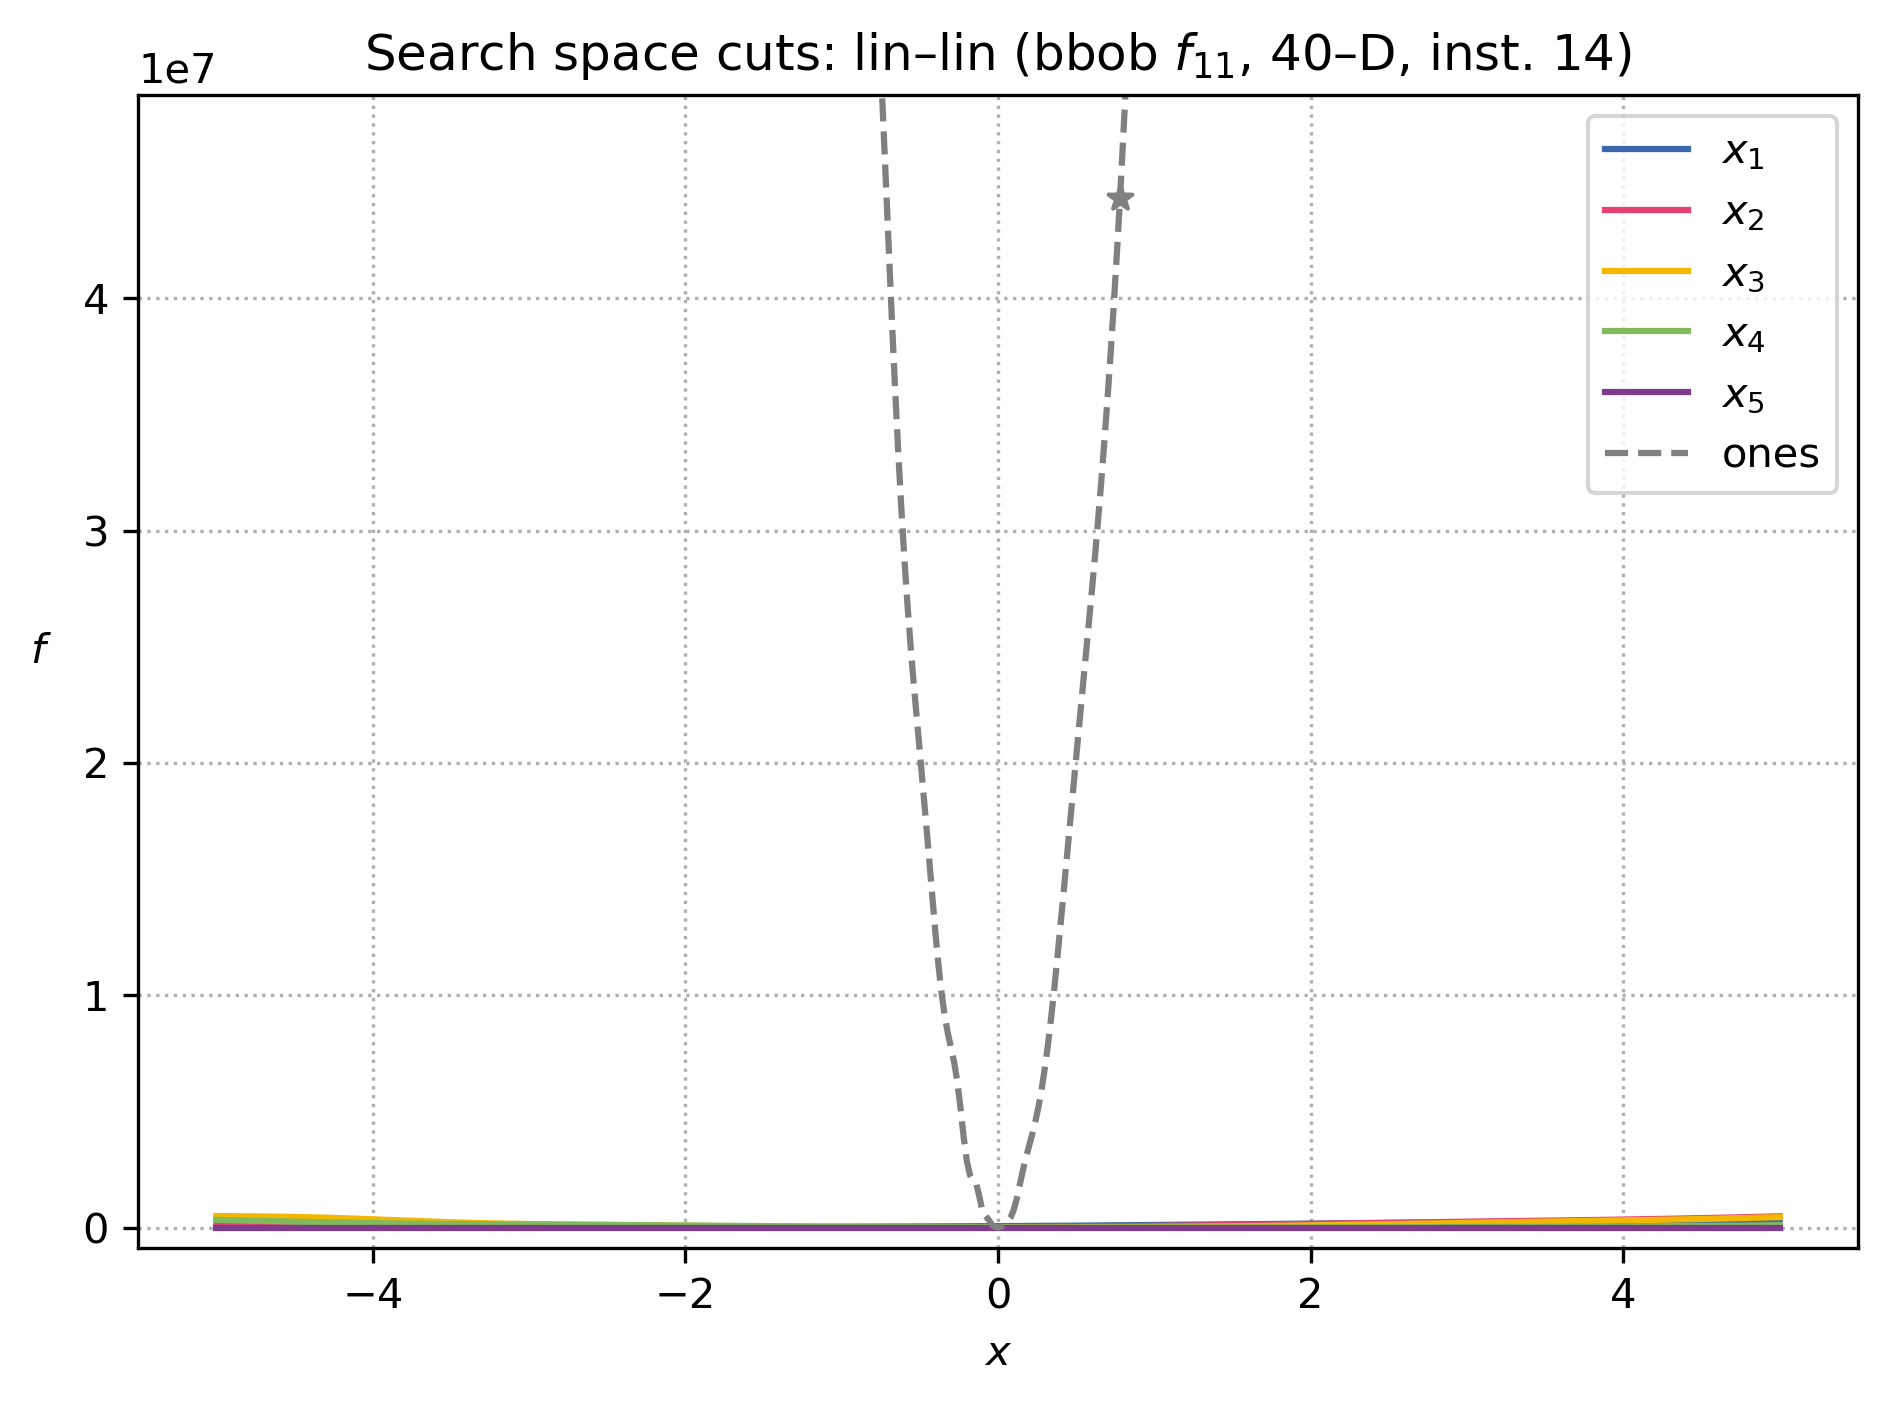 Search space cuts: lin–lin (bbob f₁₁, 40–D, inst. 14)
1e7
4
3
2
1
0
f
−4
−2
0
2
4
x
x₁
x₂
x₃
x₄
x₅
ones